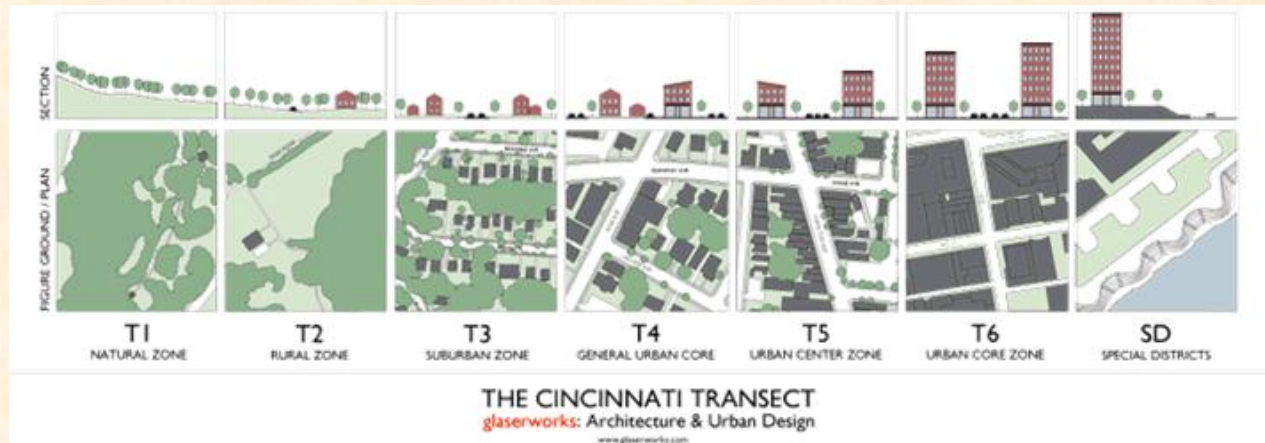 SECTION
FIGURE GROUND / PLAN
T1
NATURAL ZONE
T2
RURAL ZONE
T3
SUBURBAN ZONE
T4
GENERAL URBAN CORE
T5
URBAN CENTER ZONE
T6
URBAN CORE ZONE
SD
SPECIAL DISTRICTS
THE CINCINNATI TRANSECT
glaserworks: Architecture & Urban Design
www.glaserworks.com